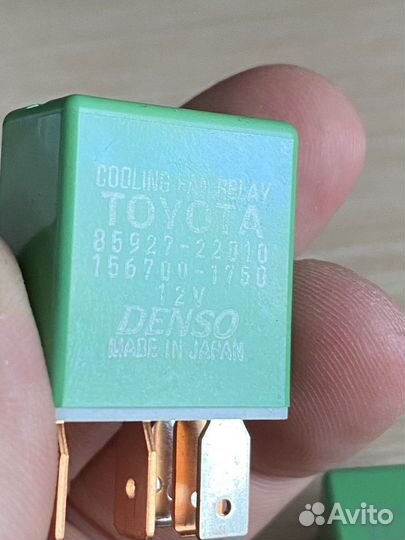 COOLING FAN RELAY
TOYOTA
85927-22010
156700-1750
12V
DENSO
MADE IN JAPAN
Avito